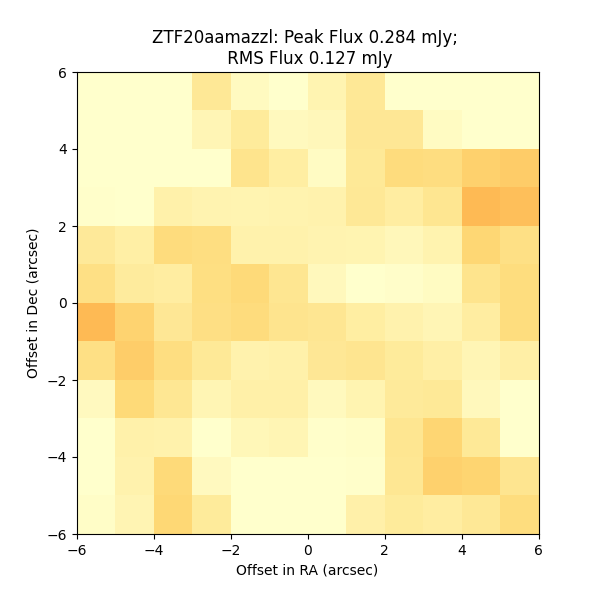 ZTF20aamazzl: Peak Flux 0.284 mJy;
RMS Flux 0.127 mJy
6
4
2
0
−2
−4
−6
Offset in Dec (arcsec)
−6 −4 −2 0 2 4 6
Offset in RA (arcsec)